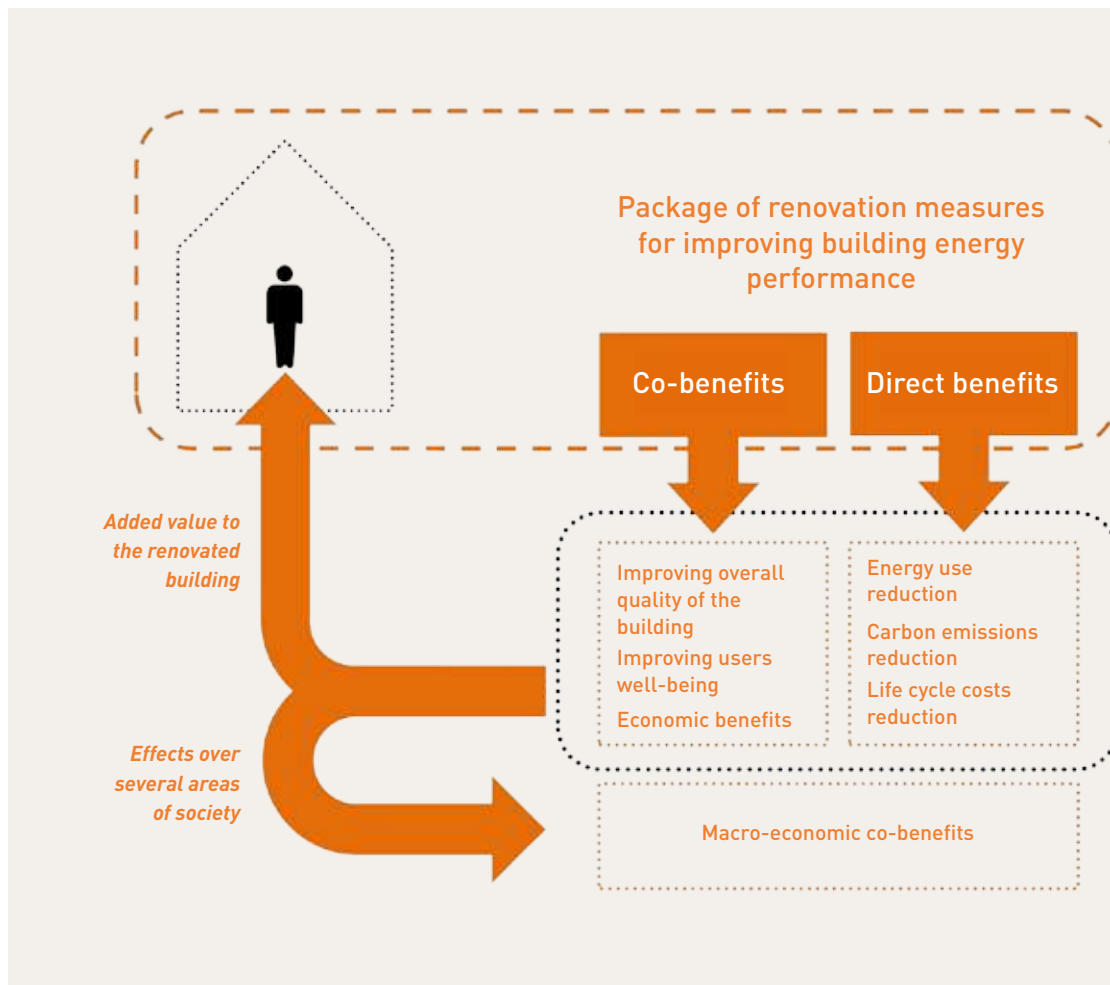 Package of renovation measures
for improving building energy
performance
Co-benefits
Direct benefits
Added value to
the renovated
building
Improving overall
quality of the
building
Improving users
well-being
Economic benefits
Energy use
reduction
Carbon emissions
reduction
Life cycle costs
reduction
Effects over
several areas
of society
Macro-economic co-benefits